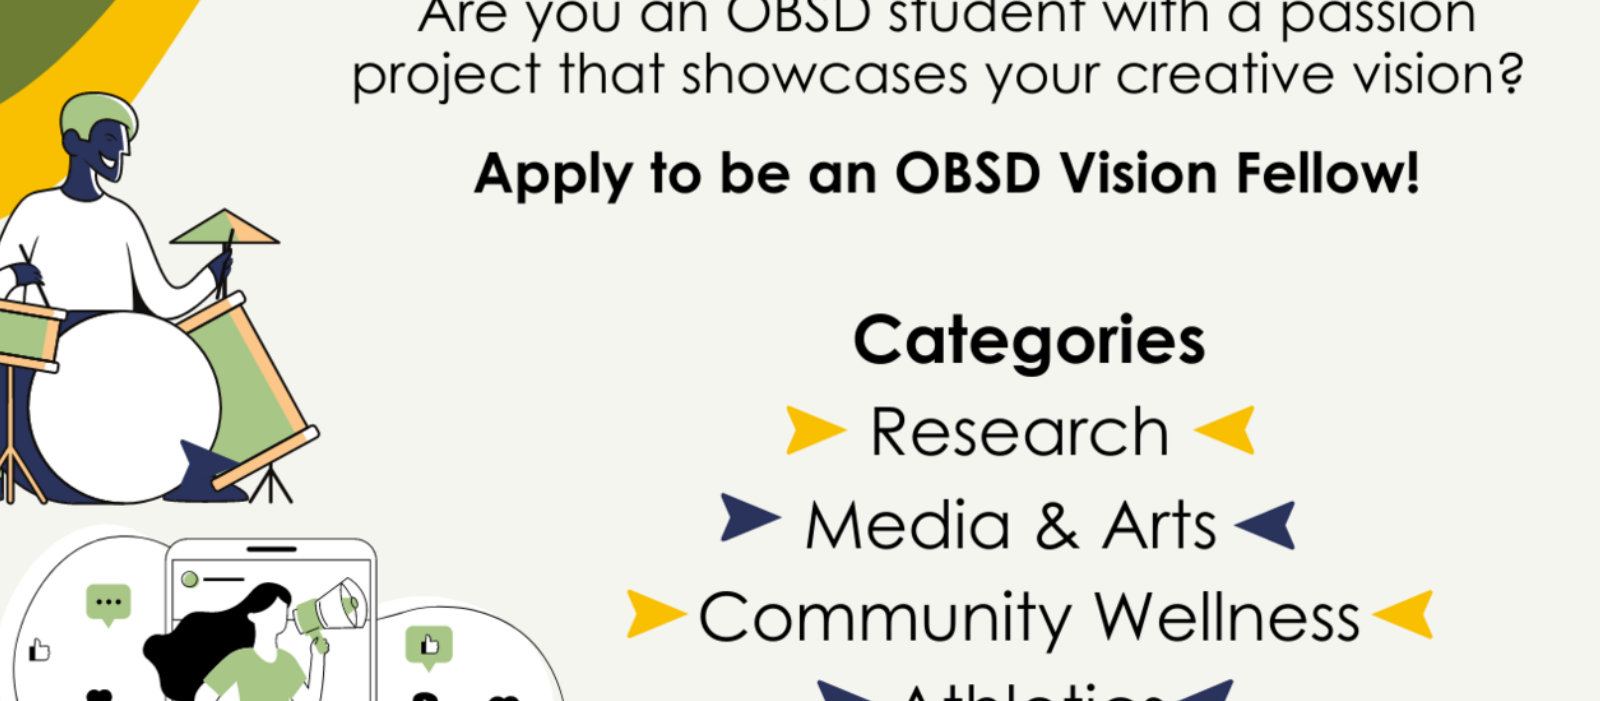 Are you an OBSD student with a passion
project that showcases your creative vision?
Apply to be an OBSD Vision Fellow!
Categories
Research
Media & Arts
Community Wellness
Athletics